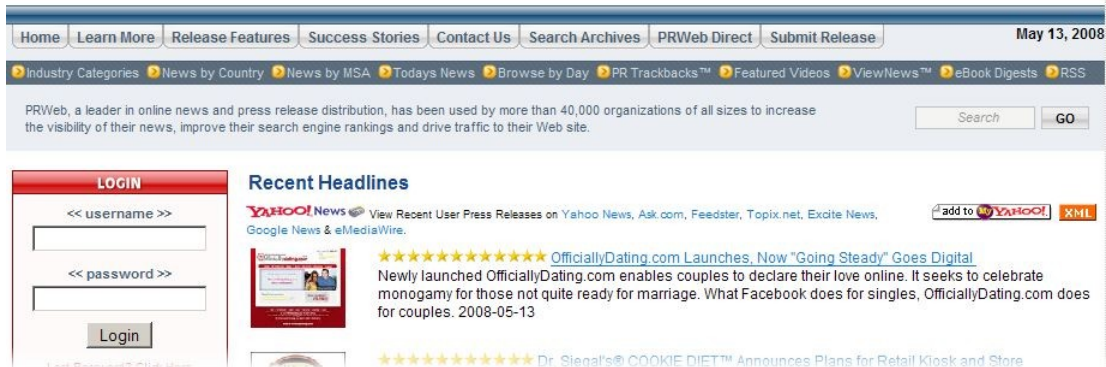 Home Learn More Release Features Success Stories Contact Us Search Archives PRWeb Direct Submit Release May 13, 2008
Industry Categories News by Country News by MSA Todays News Browse by Day PR Trackbacks™ Featured Videos ViewNews™ eBook Digests RSS
PRWeb, a leader in online news and press release distribution, has been used by more than 40,000 organizations of all sizes to increase
the visibility of their news, improve their search engine rankings and drive traffic to their Web site.
Search GO
LOGIN
<< username >>
<< password >>
Login
Lost Password? Click Here
Recent Headlines
YAHOO! News View Recent User Press Releases on Yahoo News, Ask.com, Feedster, Topix.net, Excite News,
Google News & eMediaWire.
add to MY YAHOO! XML
OfficiallyDating.com Launches, Now "Going Steady" Goes Digital
Newly launched OfficiallyDating.com enables couples to declare their love online. It seeks to celebrate
monogamy for those not quite ready for marriage. What Facebook does for singles, OfficiallyDating.com does
for couples. 2008-05-13
Dr. Siegal's® COOKIE DIET™ Announces Plans for Retail Kiosk and Store